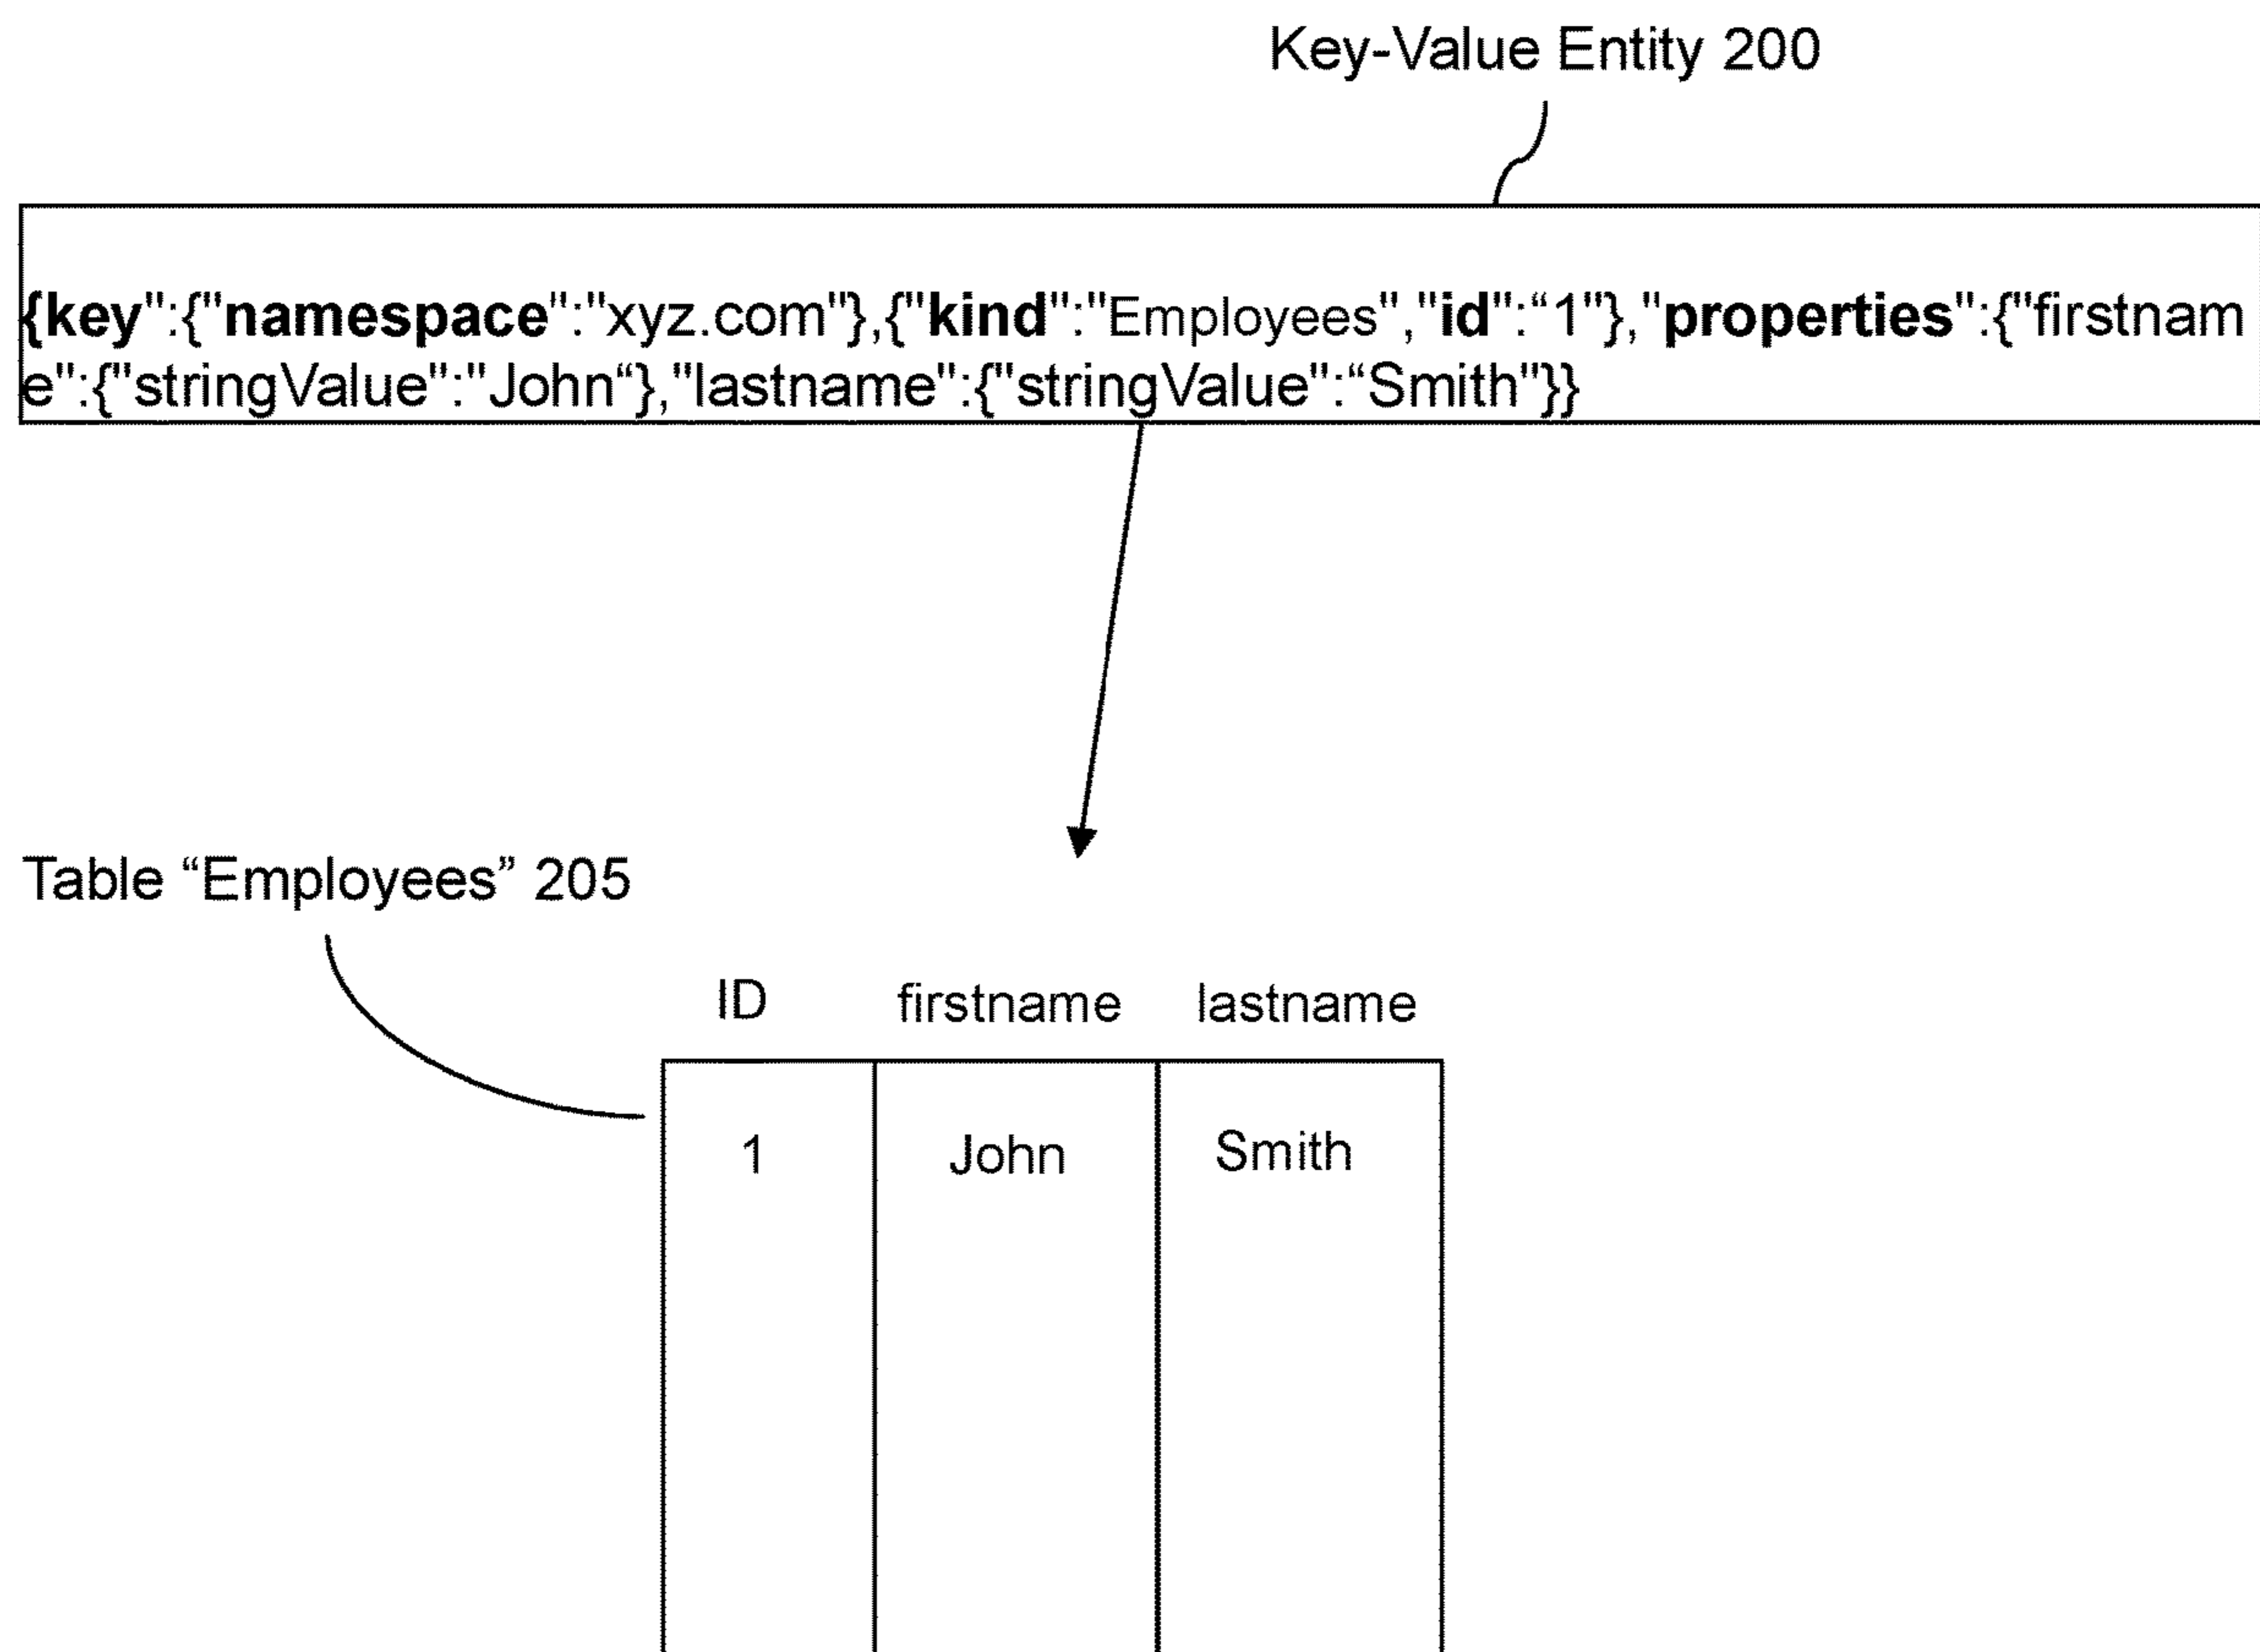 Key-Value Entity 200
{key":{"namespace":"xyz.com"},{"kind":"Employees","id":“1"},"properties":{"firstnam
e":{"stringValue":"John“},"lastname":{"stringValue":“Smith"}}
Table “Employees” 205
ID firstname lastname
1 John Smith